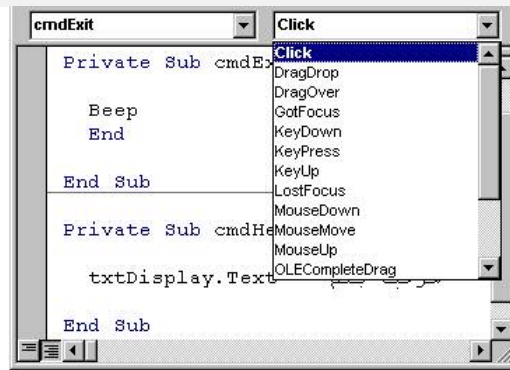 cmdExit
Click
Private Sub cmdEx
Beep
End
End Sub
Private Sub cmdHe
txtDisplay.Text
End Sub
Click
DragDrop
DragOver
GotFocus
KeyDown
KeyPress
KeyUp
LostFocus
MouseDown
MouseMove
MouseUp
OLECompleteDrag